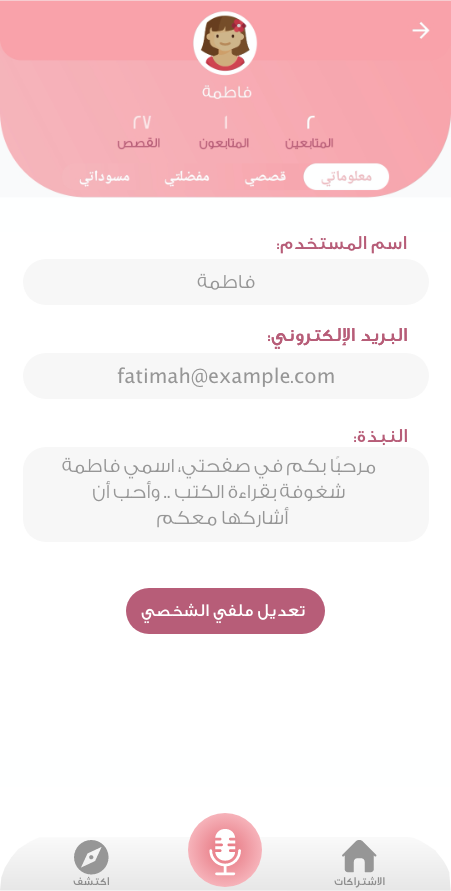 فاطمة
٢ ١ ٢٧
المتابعين المتابعون القصص
معلوماتي قصصي مفضلتي مسوداتي
اسم المستخدم:
فاطمة
البريد الإلكتروني:
fatimah@example.com
النبذة:
مرحبًا بكم في صفحتي، اسمي فاطمة
شغوفة بقراءة الكتب .. وأحب أن
أشاركها معكم
تعديل ملفي الشخصي
الاشتراكات اكتشف